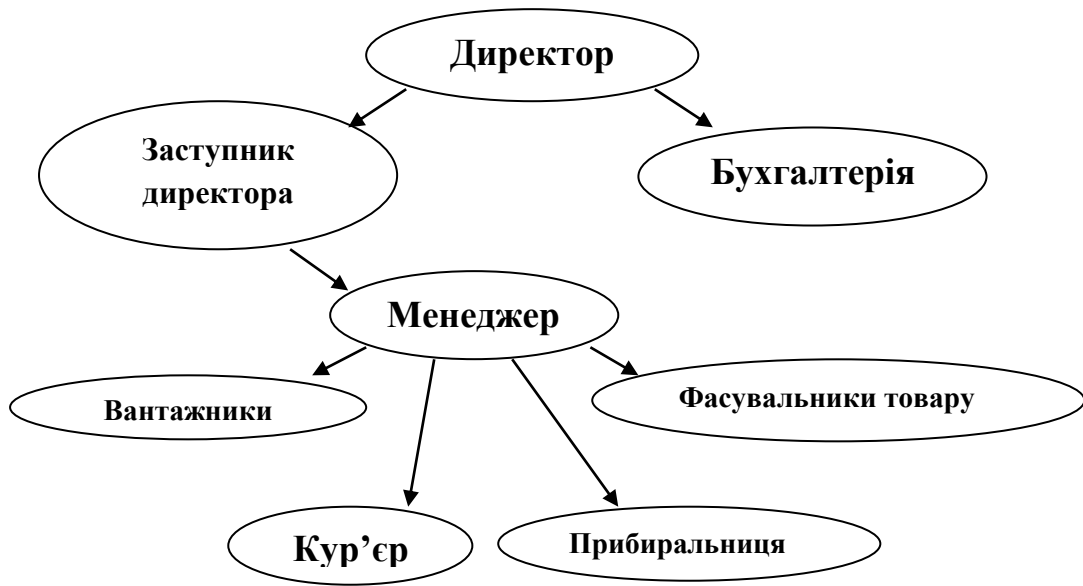 Директор
Заступник
директора
Бухгалтерія
Менеджер
Вантажники
Фасувальники товару
Кур’єр
Прибиральниця